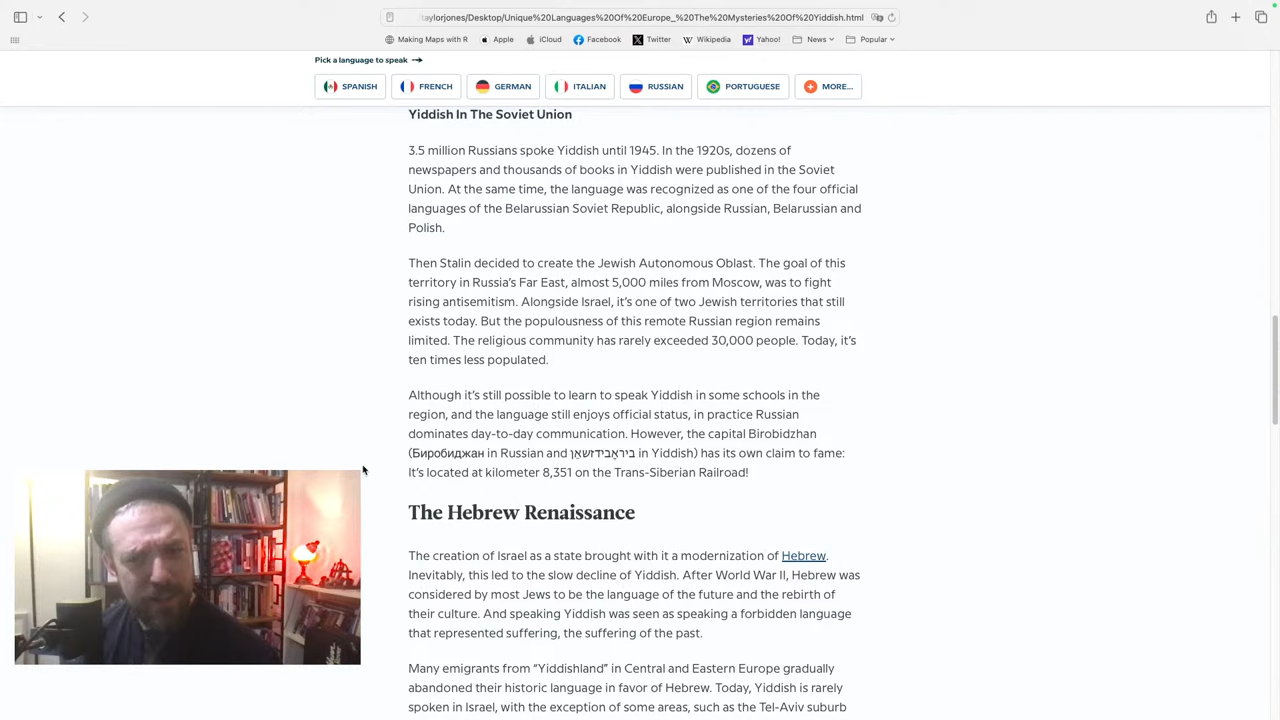 taylorjones/Desktop/Unique%20Languages%20Of%20Europe_%20The%20Mysteries%20Of%20Yiddish.html
Making Maps with R
Apple
iCloud
Facebook
Twitter
Wikipedia
Yahoo!
News
Popular
Pick a language to speak
SPANISH
FRENCH
GERMAN
ITALIAN
RUSSIAN
PORTUGUESE
MORE...
Yiddish In The Soviet Union
3.5 million Russians spoke Yiddish until 1945. In the 1920s, dozens of
newspapers and thousands of books in Yiddish were published in the Soviet
Union. At the same time, the language was recognized as one of the four official
languages of the Belarussian Soviet Republic, alongside Russian, Belarussian and
Polish.
Then Stalin decided to create the Jewish Autonomous Oblast. The goal of this
territory in Russia’s Far East, almost 5,000 miles from Moscow, was to fight
rising antisemitism. Alongside Israel, it’s one of two Jewish territories that still
exists today. But the populousness of this remote Russian region remains
limited. The religious community has rarely exceeded 30,000 people. Today, it’s
ten times less populated.
Although it’s still possible to learn to speak Yiddish in some schools in the
region, and the language still enjoys official status, in practice Russian
dominates day-to-day communication. However, the capital Birobidzhan
(Биробиджан in Russian and ביראָבידזשאַן in Yiddish) has its own claim to fame:
It’s located at kilometer 8,351 on the Trans-Siberian Railroad!
The Hebrew Renaissance
The creation of Israel as a state brought with it a modernization of Hebrew.
Inevitably, this led to the slow decline of Yiddish. After World War II, Hebrew was
considered by most Jews to be the language of the future and the rebirth of
their culture. And speaking Yiddish was seen as speaking a forbidden language
that represented suffering, the suffering of the past.
Many emigrants from “Yiddishland” in Central and Eastern Europe gradually
abandoned their historic language in favor of Hebrew. Today, Yiddish is rarely
spoken in Israel, with the exception of some areas, such as the Tel-Aviv suburb